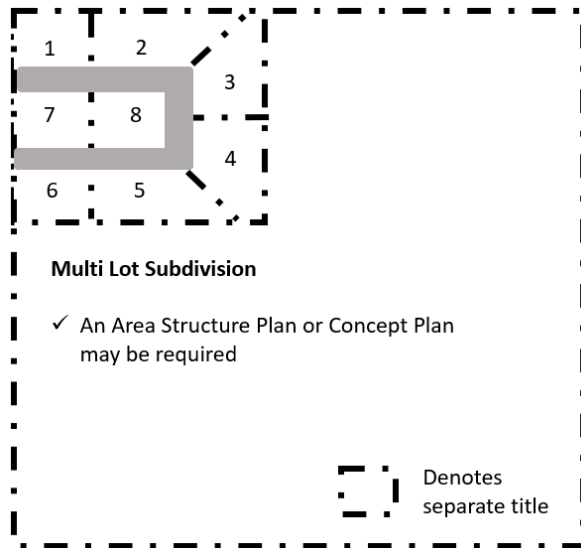 1
2
3
7
8
4
6
5
Multi Lot Subdivision
✓ An Area Structure Plan or Concept Plan
may be required
Denotes
separate title